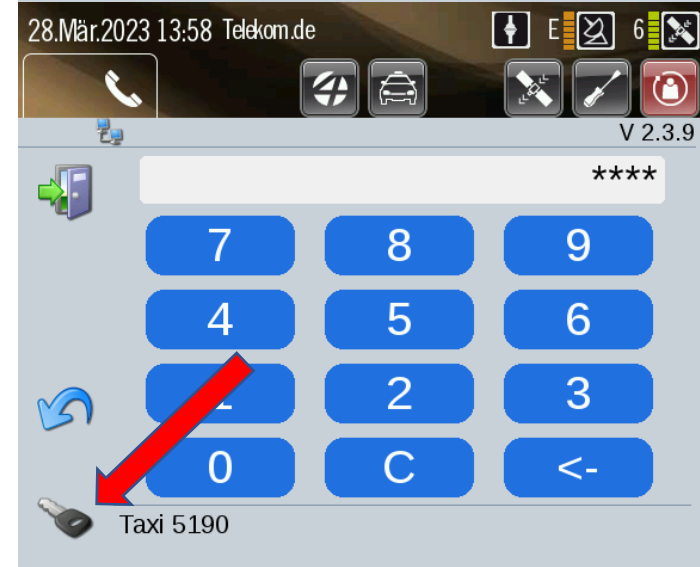 28.Mär.2023 13:58 Telekom.de E 6
V 2.3.9
****
7 8 9
4 5 6
2 3
0 C <-
Taxi 5190